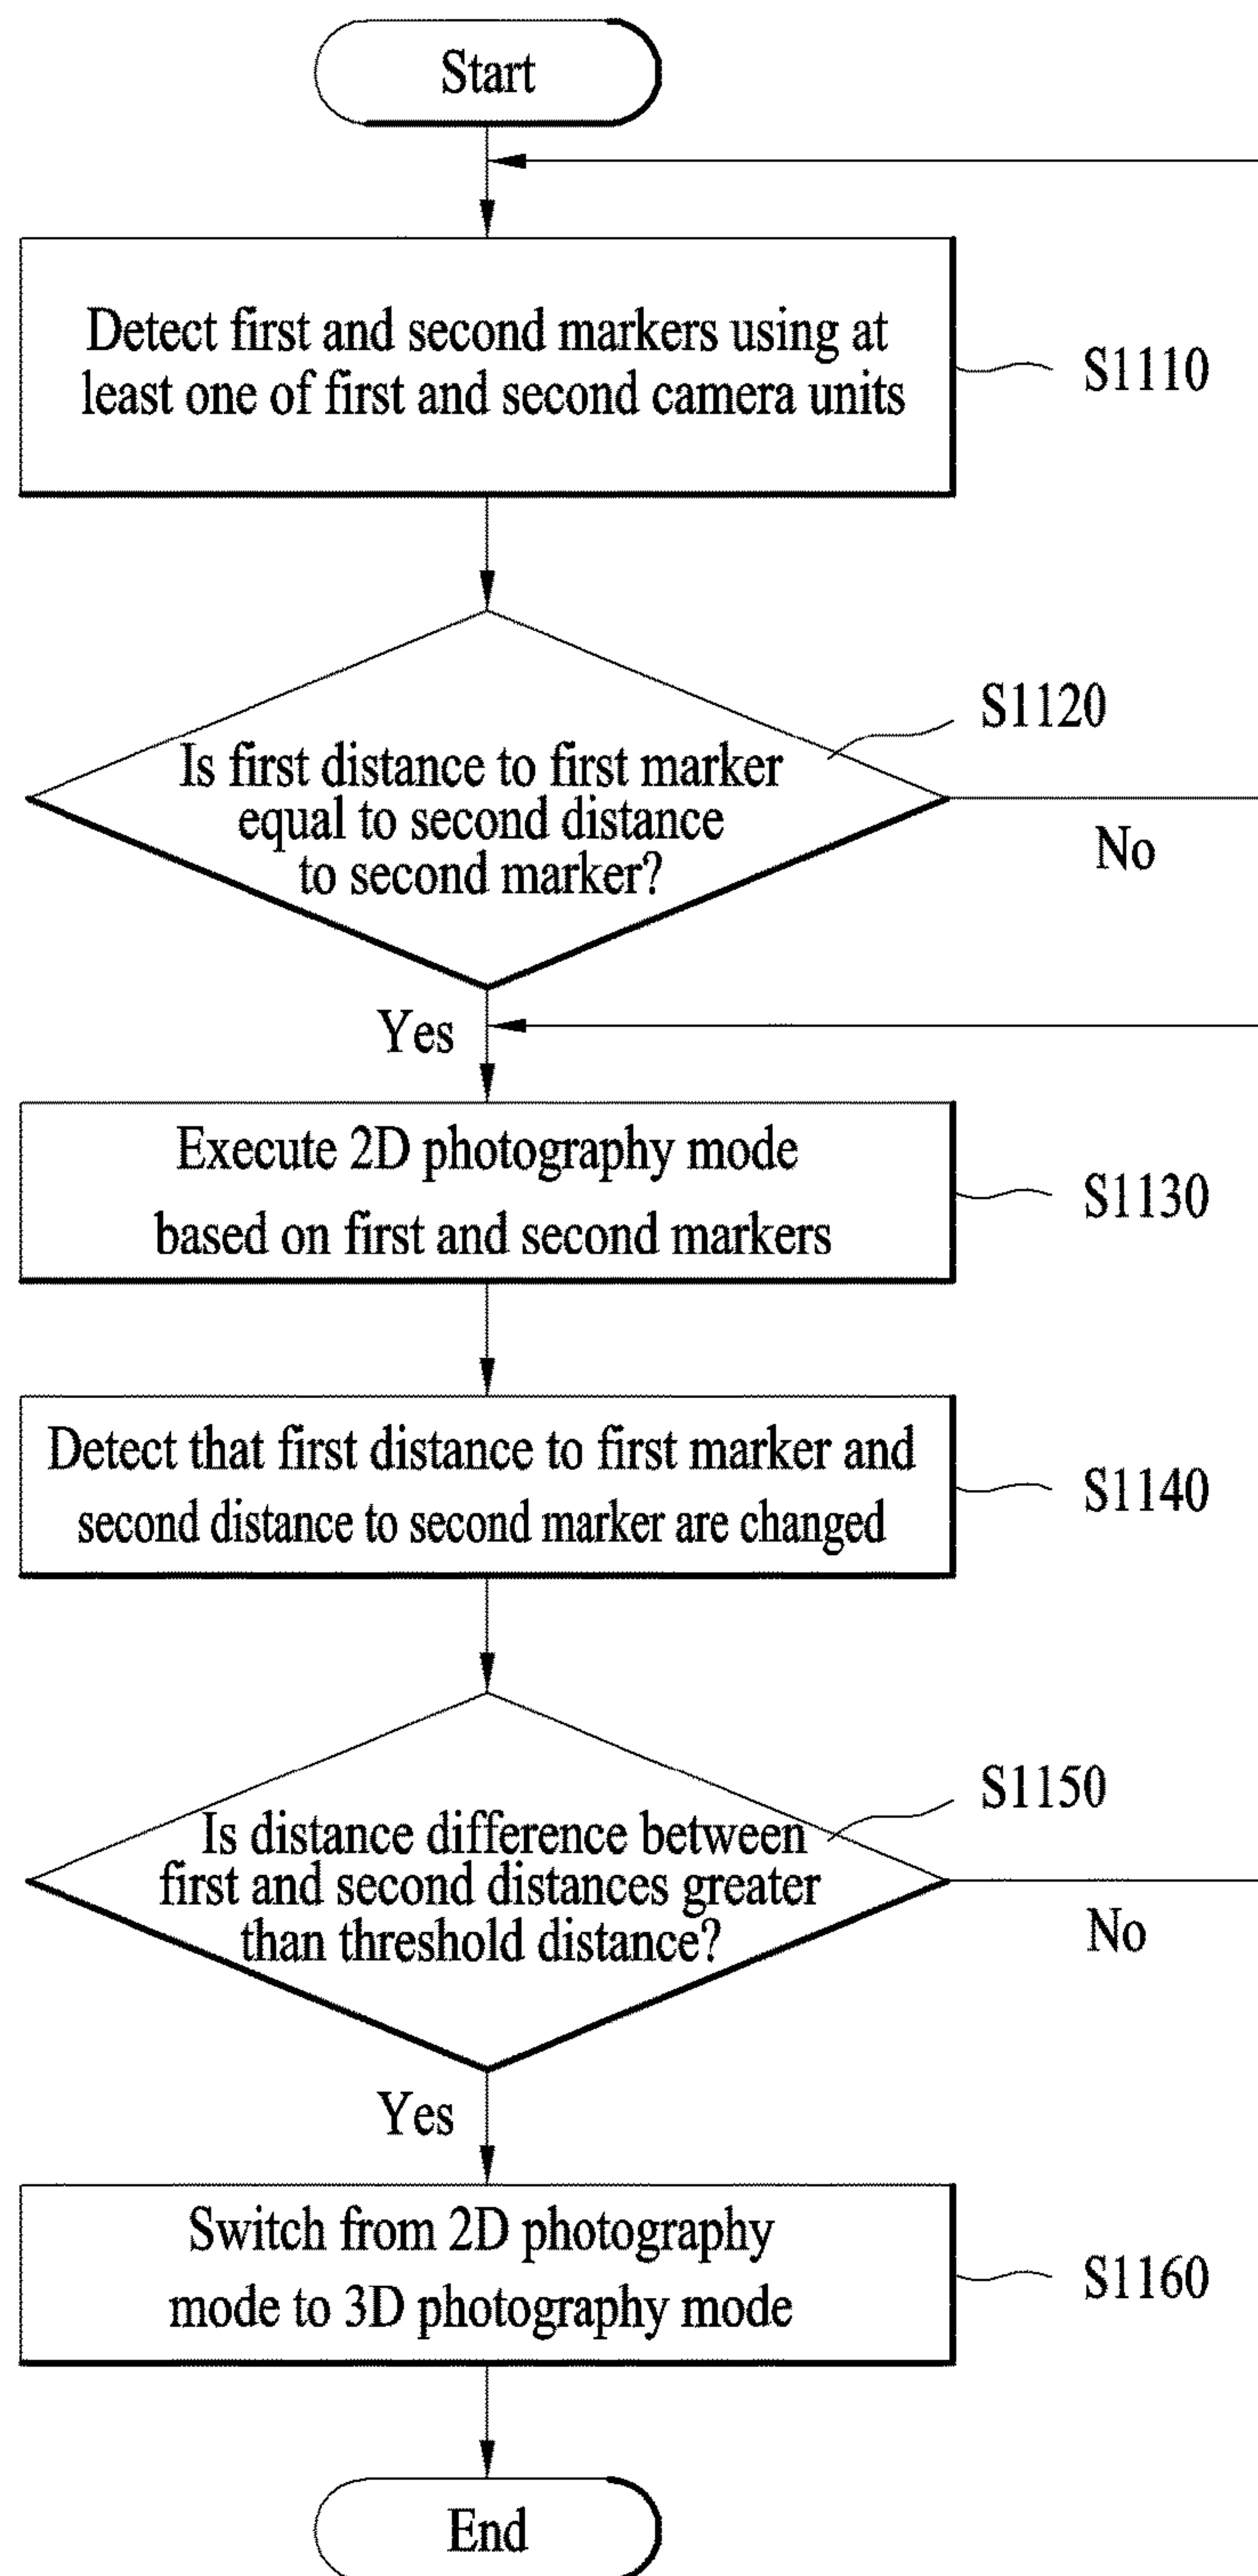 Start
Detect first and second markers using at
least one of first and second camera units
S1110
S1120
Is first distance to first marker
equal to second distance
to second marker?
No
Yes
Execute 2D photography mode
based on first and second markers
S1130
Detect that first distance to first marker and
second distance to second marker are changed
S1140
S1150
Is distance difference between
first and second distances greater
than threshold distance?
No
Yes
Switch from 2D photography
mode to 3D photography mode
S1160
End